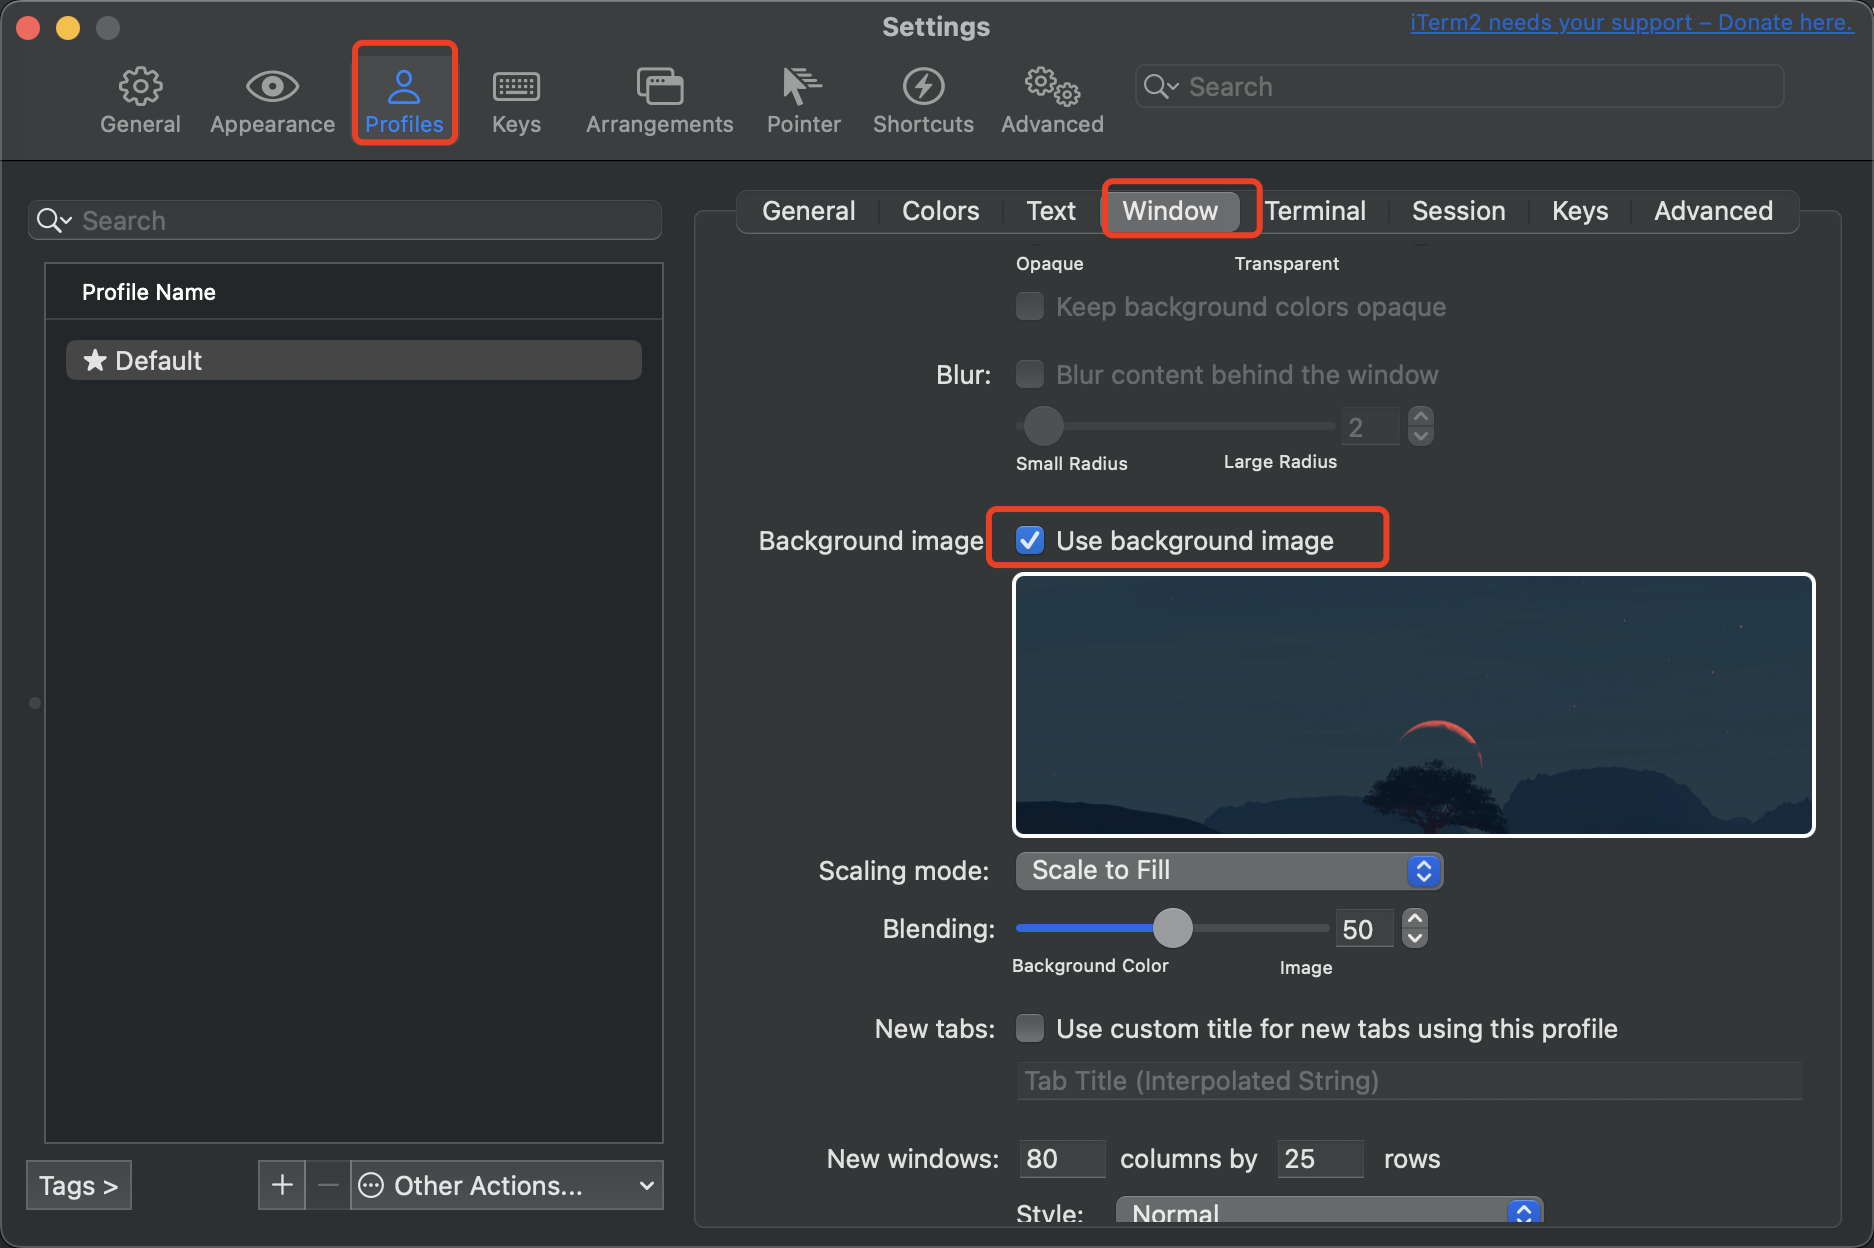 Settings
iTerm2 needs your support – Donate here.
General
Appearance
Profiles
Keys
Arrangements
Pointer
Shortcuts
Advanced
Search
Search
Profile Name
★ Default
Tags >
+
−
Other Actions...
General
Colors
Text
Window
Terminal
Session
Keys
Advanced
Opaque
Transparent
Keep background colors opaque
Blur:
Blur content behind the window
2
Small Radius
Large Radius
Background image
Use background image
Scaling mode:
Scale to Fill
Blending:
50
Background Color
Image
New tabs:
Use custom title for new tabs using this profile
Tab Title (Interpolated String)
New windows:
80
columns by
25
rows
Style:
Normal